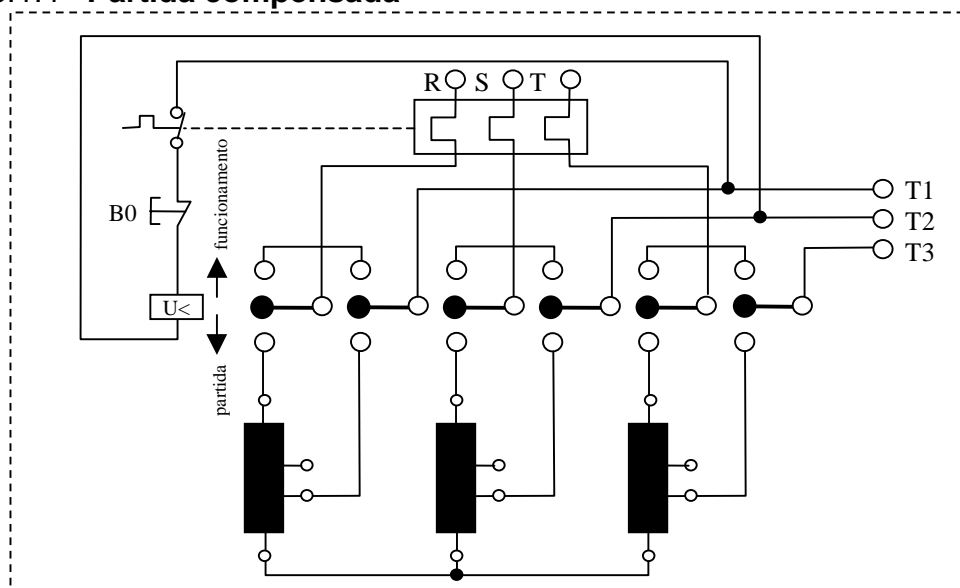 Partida compensada
R S T
funcionamento
T1
B0
T2
T3
U<
partida